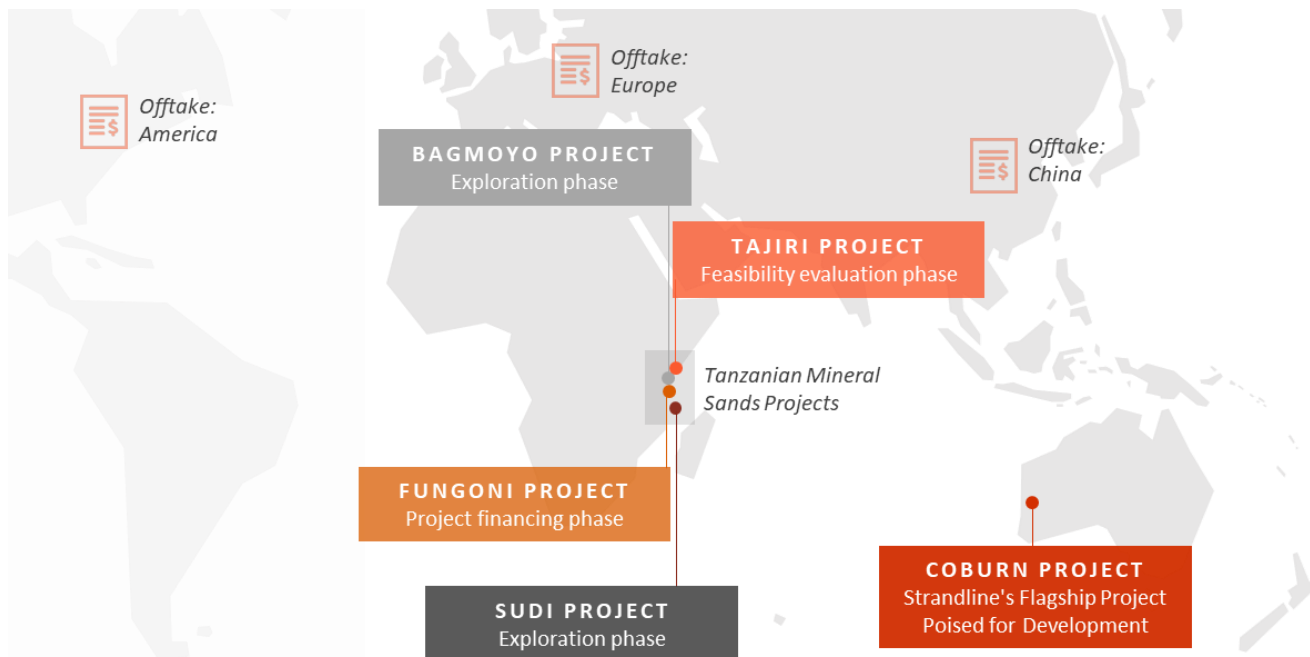 Offtake:
America
Offtake:
Europe
Offtake:
China
BAGMOYO PROJECT
Exploration phase
TAJIRI PROJECT
Feasibility evaluation phase
Tanzanian Mineral
Sands Projects
FUNGONI PROJECT
Project financing phase
SUDI PROJECT
Exploration phase
COBURN PROJECT
Strandline's Flagship Project
Poised for Development